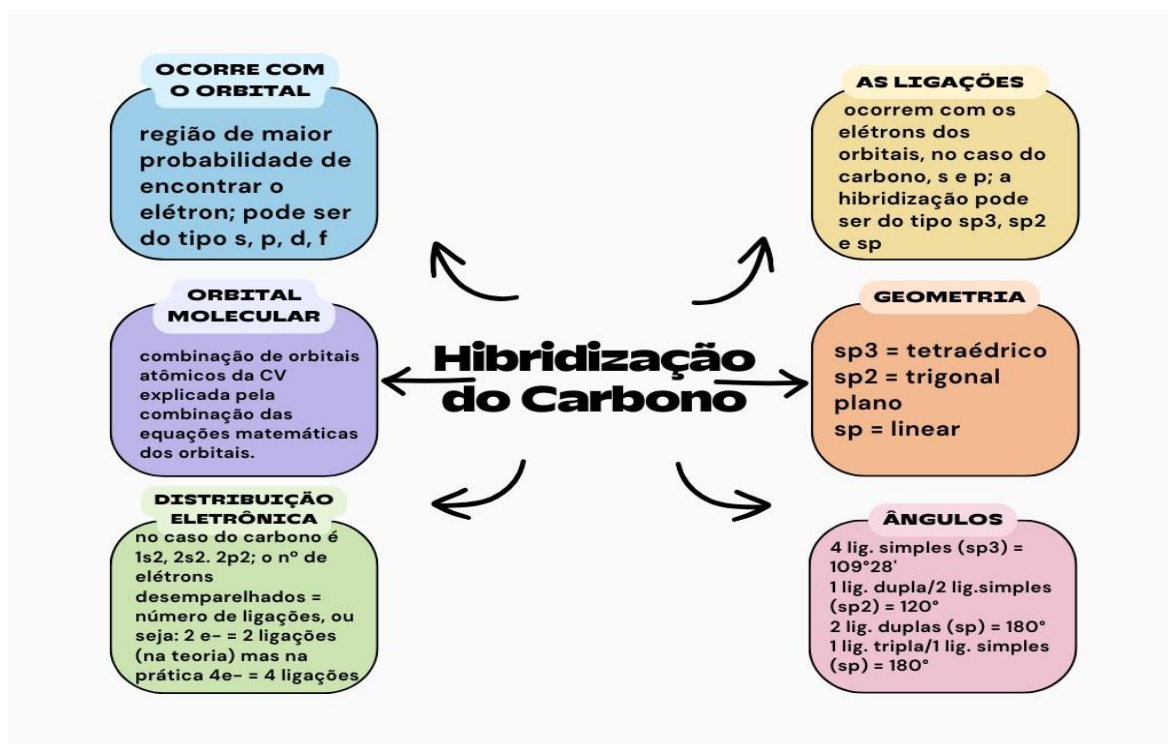 OCORRE COM
O ORBITAL
região de maior
probabilidade de
encontrar o
elétron; pode ser
do tipo s, p, d, f
ORBITAL
MOLECULAR
combinação de orbitais
atômicos da CV
explicada pela
combinação das
equações matemáticas
dos orbitais.
DISTRIBUIÇÃO
ELETRÔNICA
no caso do carbono é
1s2, 2s2. 2p2; o nº de
elétrons
desemparelhados =
número de ligações, ou
seja: 2 e- = 2 ligações
(na teoria) mas na
prática 4e- = 4 ligações
Hibridização
do Carbono
AS LIGAÇÕES
ocorrem com os
elétrons dos
orbitais, no caso do
carbono, s e p; a
hibridização pode
ser do tipo sp3, sp2
e sp
GEOMETRIA
sp3 = tetraédrico
sp2 = trigonal
plano
sp = linear
ÂNGULOS
4 lig. simples (sp3) =
109°28'
1 lig. dupla/2 lig.simples
(sp2) = 120°
2 lig. duplas (sp) = 180°
1 lig. tripla/1 lig. simples
(sp) = 180°